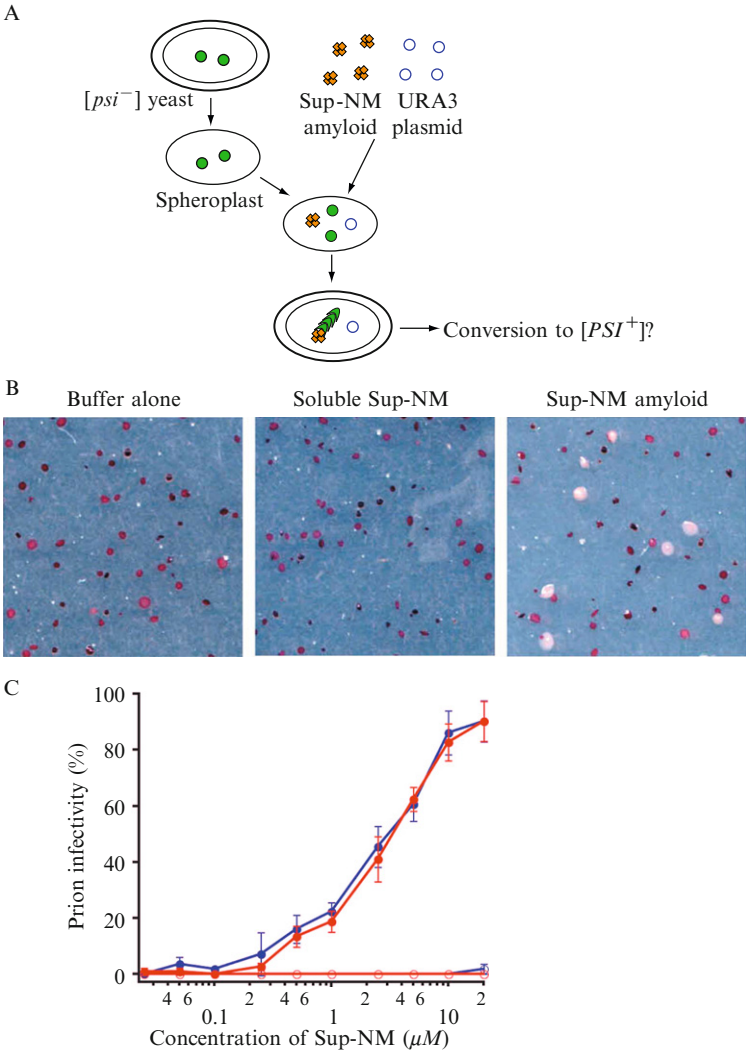 A
[psi−] yeast
Sup-NM
amyloid
URA3
plasmid
Spheroplast
Conversion to [PSI+]?
B
Buffer alone
Soluble Sup-NM
Sup-NM amyloid
C
Prion infectivity (%)
100
80
60
40
20
0
4 6 2 4 6 2 4 6 2
0.1 1 10
Concentration of Sup-NM (μM)